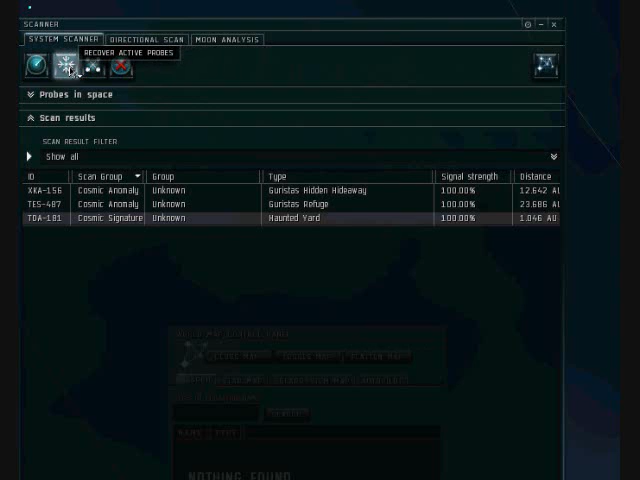 SCANNER
SYSTEM SCANNER DIRECTIONAL SCAN MOON ANALYSIS
RECOVER ACTIVE PROBES
Probes in space
Scan results
SCAN RESULT FILTER
Show all
ID Scan Group Group Type Signal strength Distance
XKA-156 Cosmic Anomaly Unknown Guristas Hidden Hideaway 100.00% 12.642 AU
TES-487 Cosmic Anomaly Unknown Guristas Refuge 100.00% 23.686 AU
TDA-181 Cosmic Signature Unknown Haunted Yard 100.00% 1.046 AU
SEARCH
NAME TYPE
NOTHING FOUND